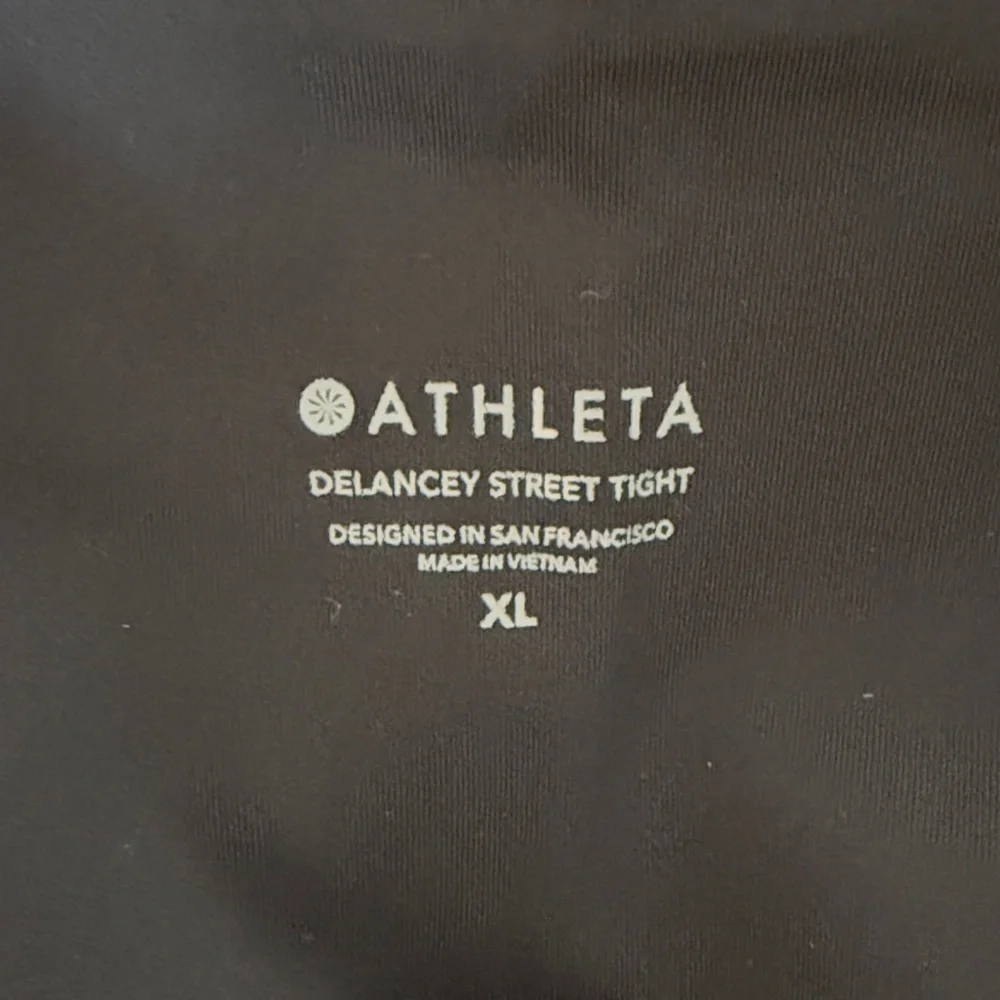 ATHLETA
DELANCEY STREET TIGHT
DESIGNED IN SAN FRANCISCO
MADE IN VIETNAM
XL